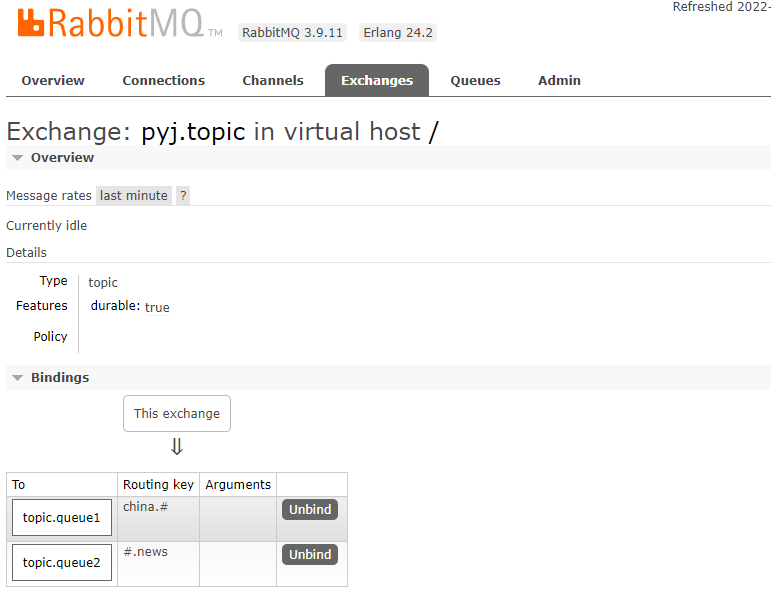 Refreshed 2022-
RabbitMQ TM RabbitMQ 3.9.11 Erlang 24.2
Overview Connections Channels Exchanges Queues Admin
Exchange: pyj.topic in virtual host /
Overview
Message rates last minute ?
Currently idle
Details
Type topic
Features durable: true
Policy
Bindings
This exchange
⇓
To Routing key Arguments
topic.queue1 china.# Unbind
topic.queue2 #.news Unbind